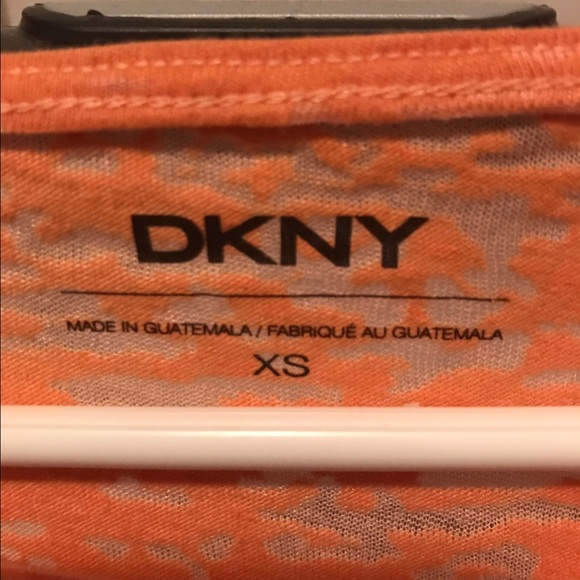 DKNY
MADE IN GUATEMALA / FABRIQUÉ AU GUATEMALA
XS